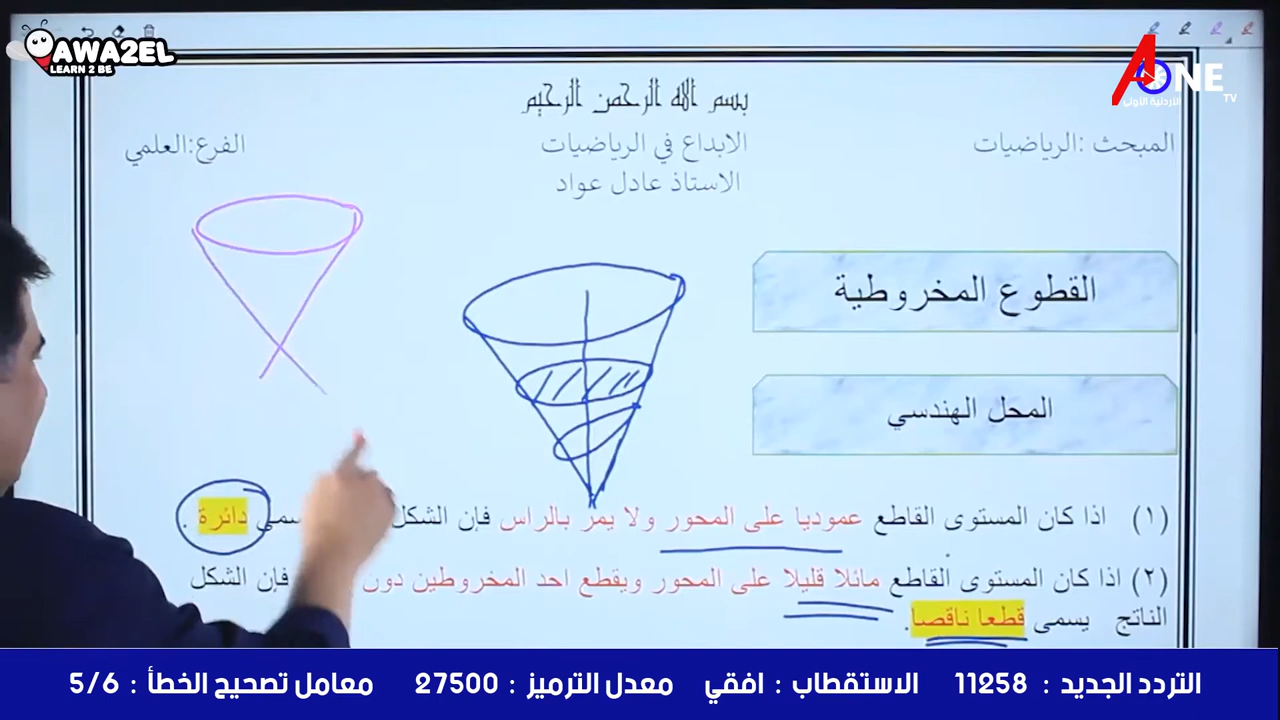 AWA2EL
LEARN 2 BE
A ONE TV
الأردنية الأولى
بسم الله الرحمن الرحيم
المبحث :الرياضيات
الابداع في الرياضيات
الفرع:العلمي
الاستاذ عادل عواد
القطوع المخروطية
المحل الهندسي
(١) اذا كان المستوى القاطع عموديا على المحور ولا يمر بالراس فإن الشكل دائرة .
(٢) اذا كان المستوى القاطع مائلا قليلا على المحور ويقطع احد المخروطين دون فإن الشكل
الناتج يسمى قطعا ناقصا.
التردد الجديد : 11258 الاستقطاب : افقي معدل الترميز : 27500 معامل تصحيح الخطأ : 5/6